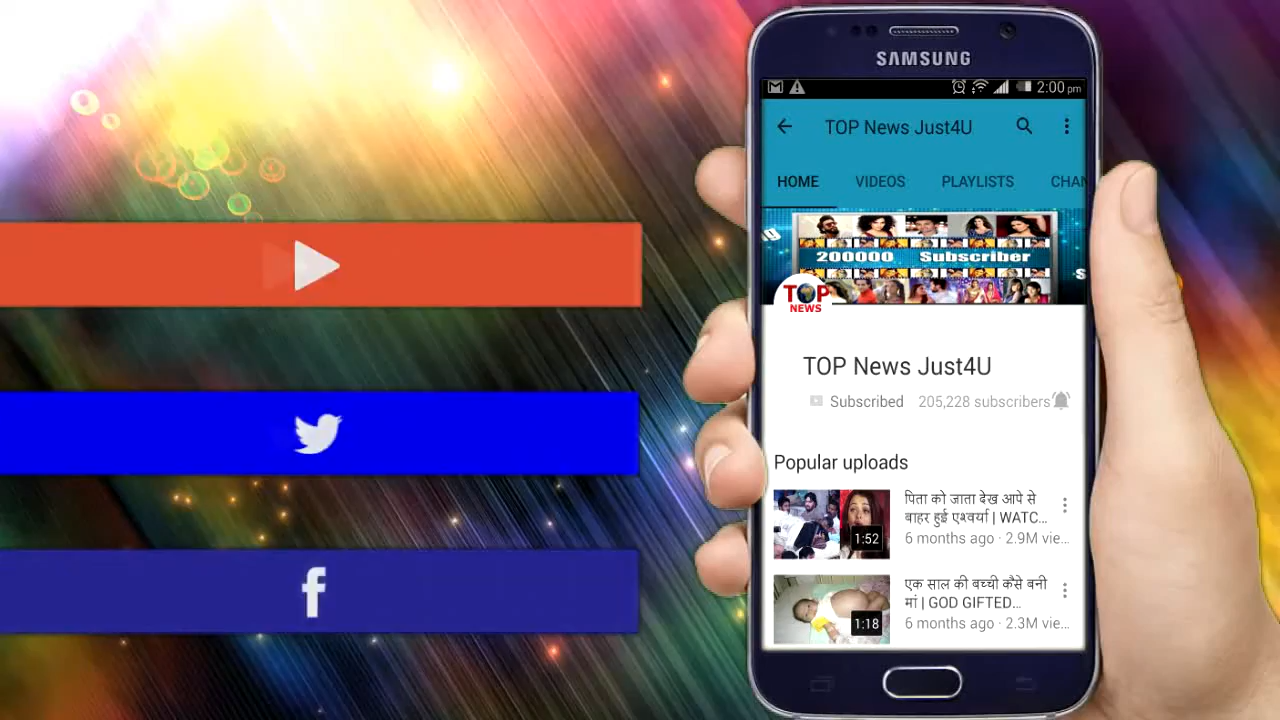 SAMSUNG
2:00 pm
TOP News Just4U
HOME VIDEOS PLAYLISTS CHAN
200000 Subscriber
TOP
NEWS
TOP News Just4U
Subscribed 205,228 subscribers
Popular uploads
पिता को जाता देख आपे से
बाहर हुई एश्वर्या | WATC...
6 months ago · 2.9M vie...
1:52
एक साल की बच्ची कैसे बनी
मां | GOD GIFTED...
6 months ago · 2.3M vie...
1:18